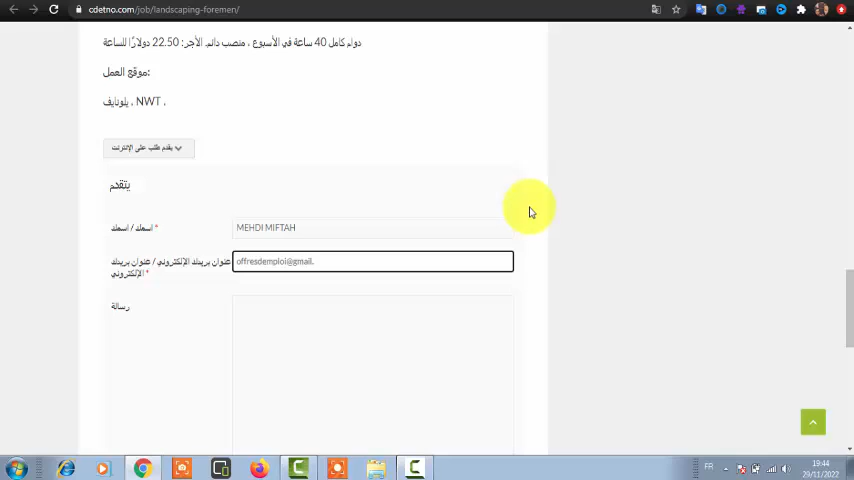 cdetno.com/job/landscaping-foremen/
دوام كامل 40 ساعة في الأسبوع ، منصب دائم. الأجر: 22.50 دولارًا للساعة
موقع العمل:
يلونايف ، NWT ،
يقدم طلب على الإنترنت
يتقدم
اسمك / اسمك *
MEHDI MIFTAH
عنوان بريدك الإلكتروني / عنوان بريدك
الإلكتروني *
offresdemploi@gmail.
رسالة
FR
19:44
29/11/2022